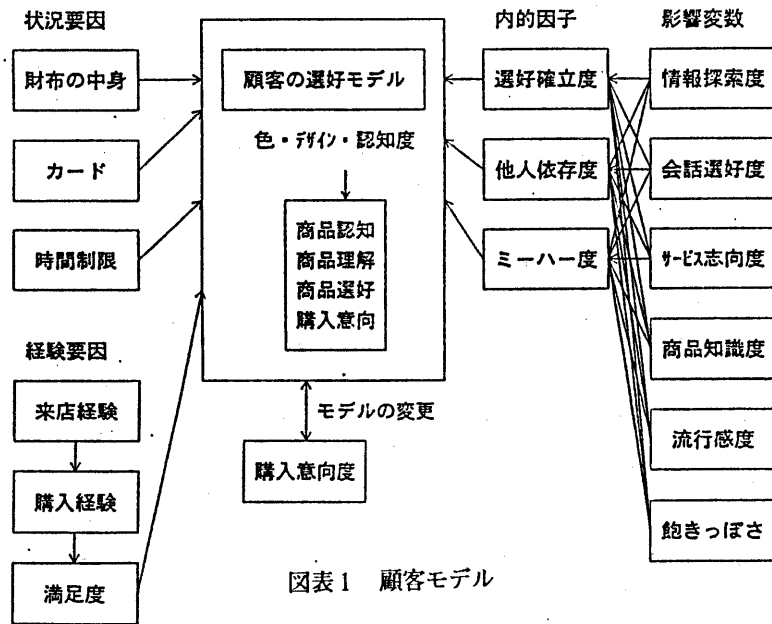 状況要因
財布の中身
カード
時間制限
経験要因
来店経験
購入経験
満足度
顧客の選好モデル
色・デザイン・認知度
商品認知
商品理解
商品選好
購入意向
モデルの変更
購入意向度
内的因子
選好確立度
他人依存度
ミーハー度
影響変数
情報探索度
会話選好度
サービス志向度
商品知識度
流行感度
飽きっぽさ
図表1 顧客モデル